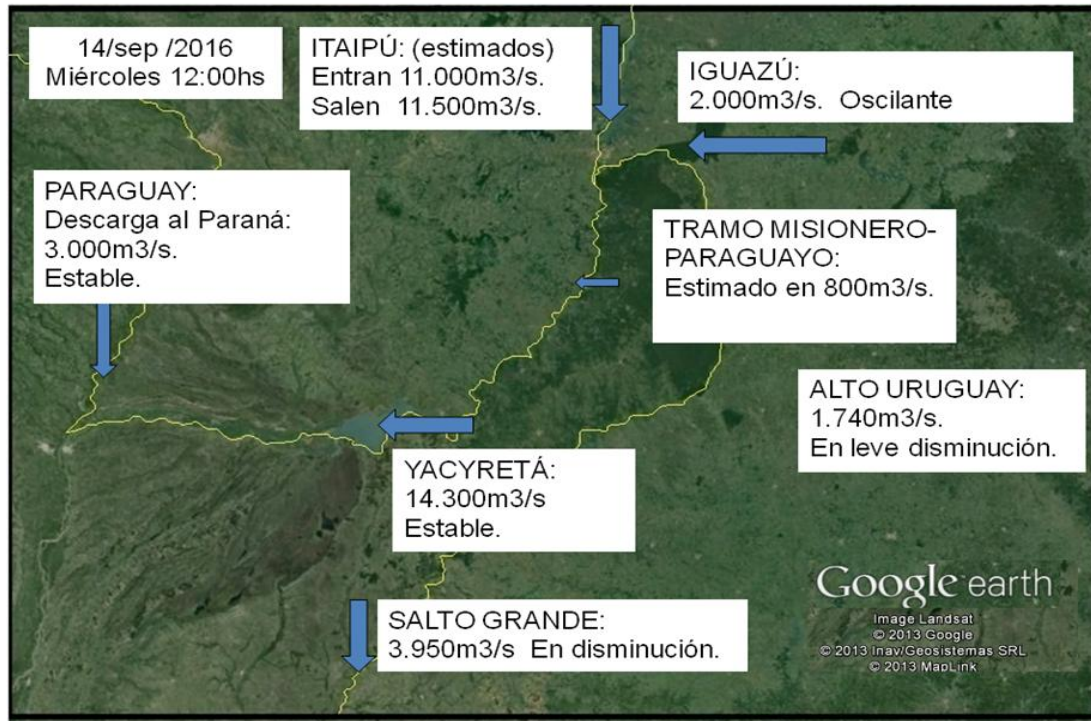 14/sep /2016
Miércoles 12:00hs
ITAIPÚ: (estimados)
Entran 11.000m3/s.
Salen 11.500m3/s.
IGUAZÚ:
2.000m3/s. Oscilante
PARAGUAY:
Descarga al Paraná:
3.000m3/s.
Estable.
TRAMO MISIONERO-
PARAGUAYO:
Estimado en 800m3/s.
ALTO URUGUAY:
1.740m3/s.
En leve disminución.
YACYRETÁ:
14.300m3/s
Estable.
SALTO GRANDE:
3.950m3/s En disminución.
Google earth
Image Landsat
© 2013 Google
© 2013 Inav/Geosistemas SRL
© 2013 MapLink